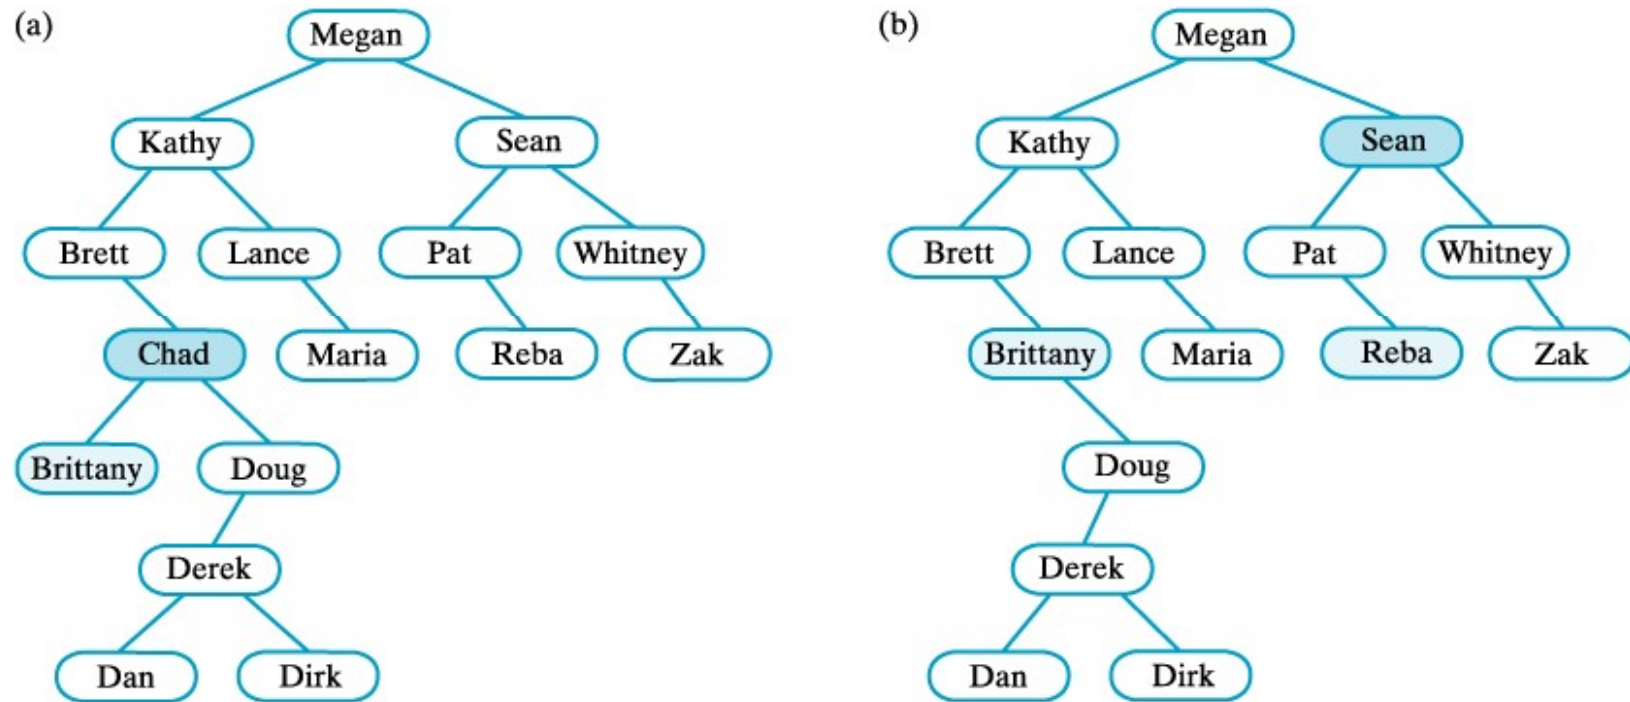 (a)
Megan
Kathy
Sean
Brett
Lance
Pat
Whitney
Chad
Maria
Reba
Zak
Brittany
Doug
Derek
Dan
Dirk
(b)
Megan
Kathy
Sean
Brett
Lance
Pat
Whitney
Brittany
Maria
Reba
Zak
Doug
Derek
Dan
Dirk